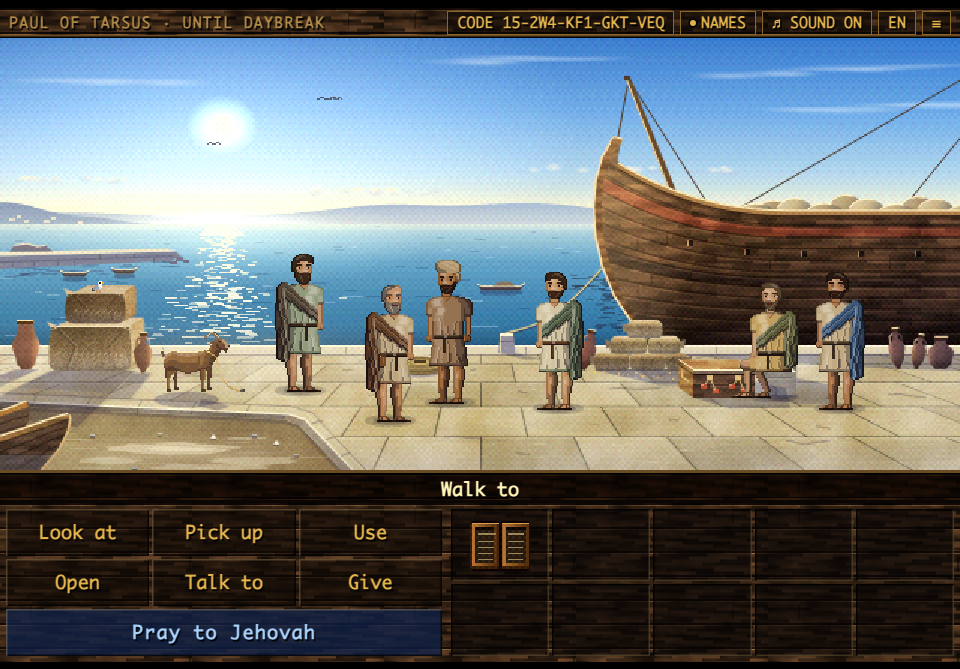 PAUL OF TARSUS · UNTIL DAYBREAK
CODE 15-2W4-KF1-GKT-VEQ
• NAMES
♬ SOUND ON
EN
≡
Walk to
Look at
Pick up
Use
Open
Talk to
Give
Pray to Jehovah